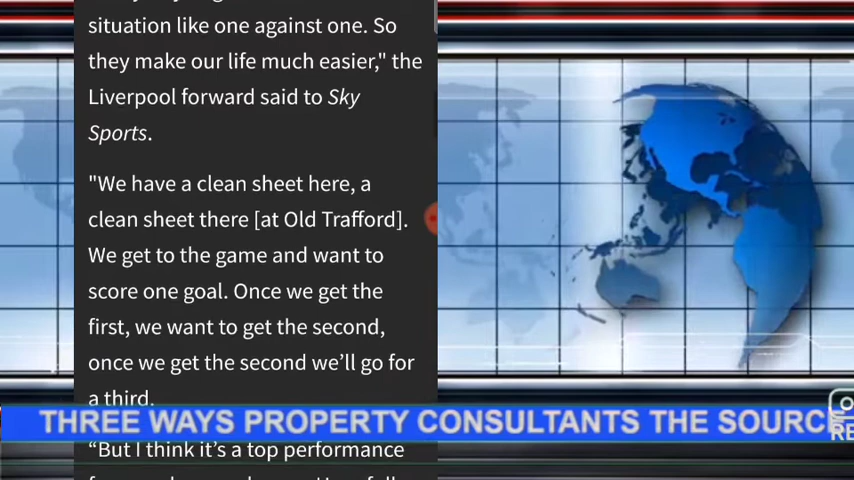 situation like one against one. So
they make our life much easier," the
Liverpool forward said to Sky
Sports.
"We have a clean sheet here, a
clean sheet there [at Old Trafford].
We get to the game and want to
score one goal. Once we get the
first, we want to get the second,
once we get the second we'll go for
a third.
THREE WAYS PROPERTY CONSULTANTS THE SOURCE
“But I think it's a top performance